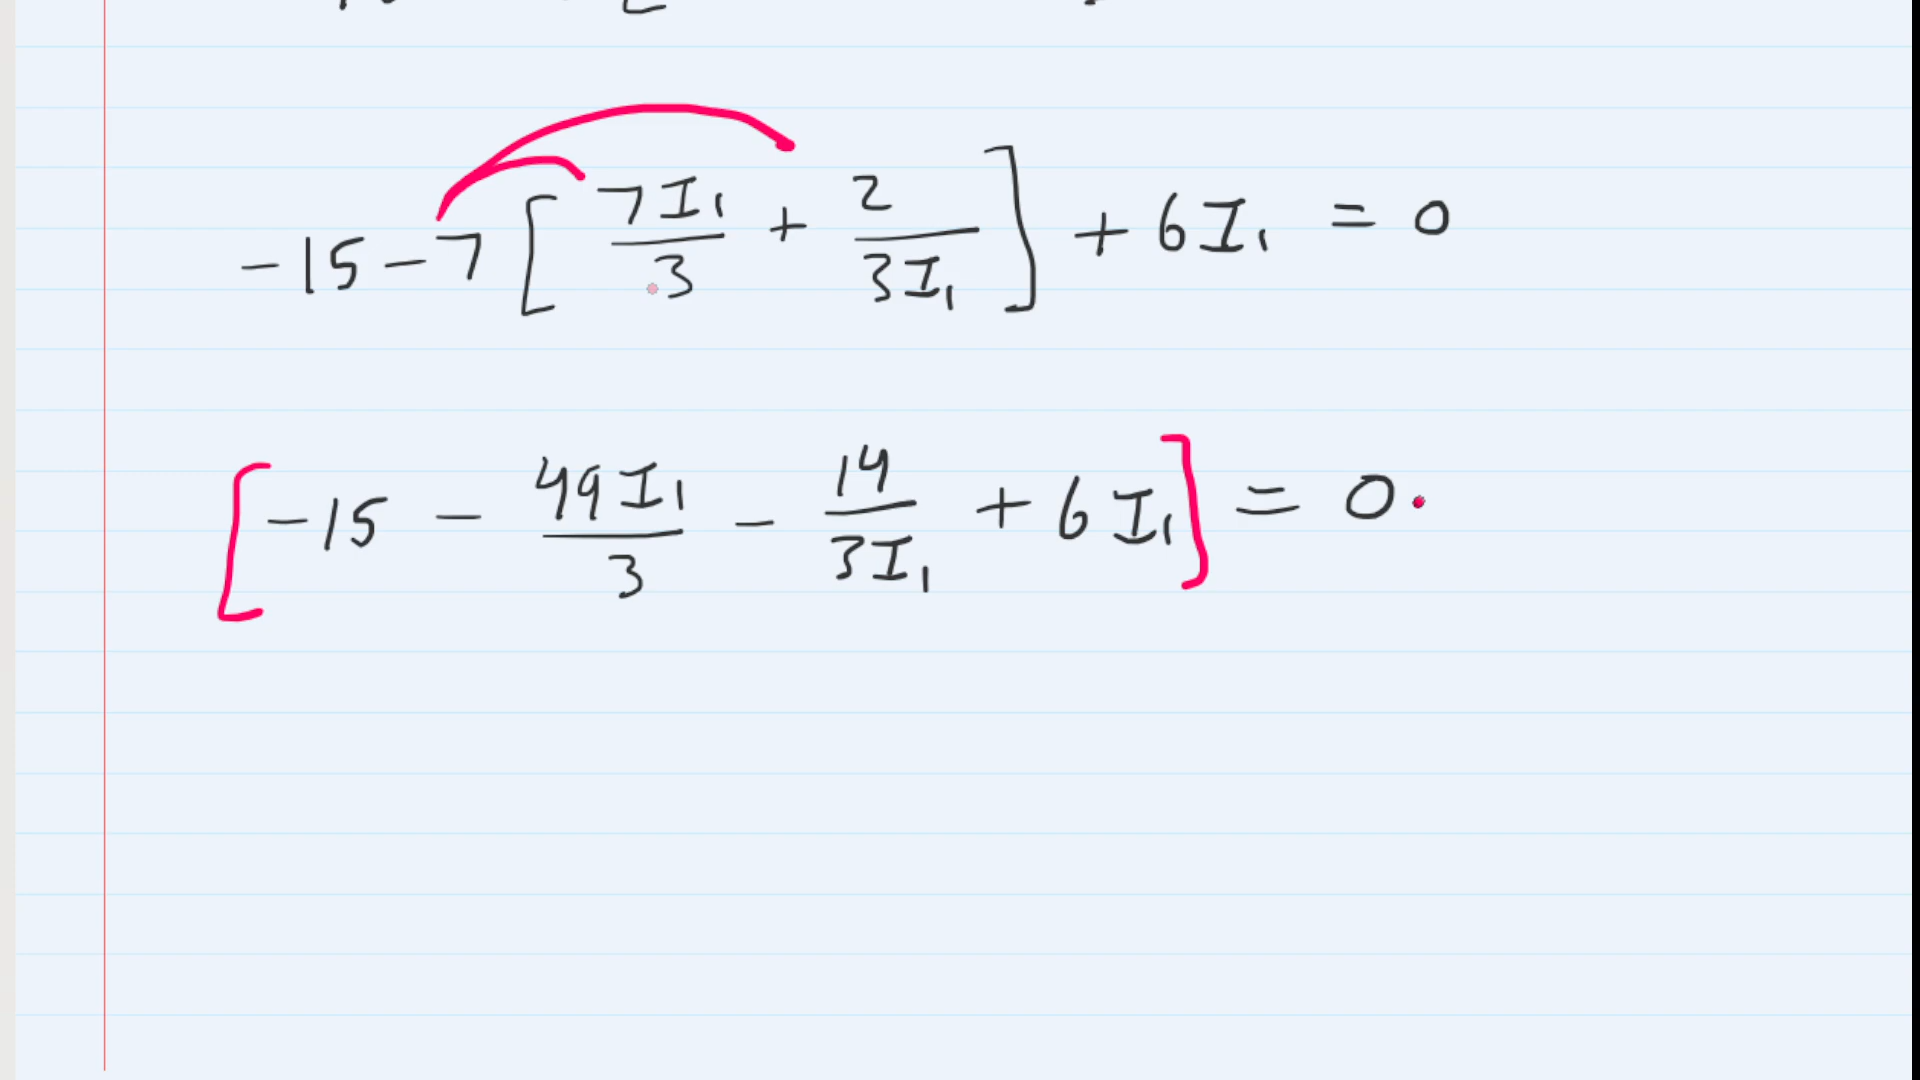 -15 - 7 [ 7I₁/3 + 2/3I₁ ] + 6I₁ = 0
[ -15 - 49I₁/3 - 14/3I₁ + 6I₁ ] = 0.